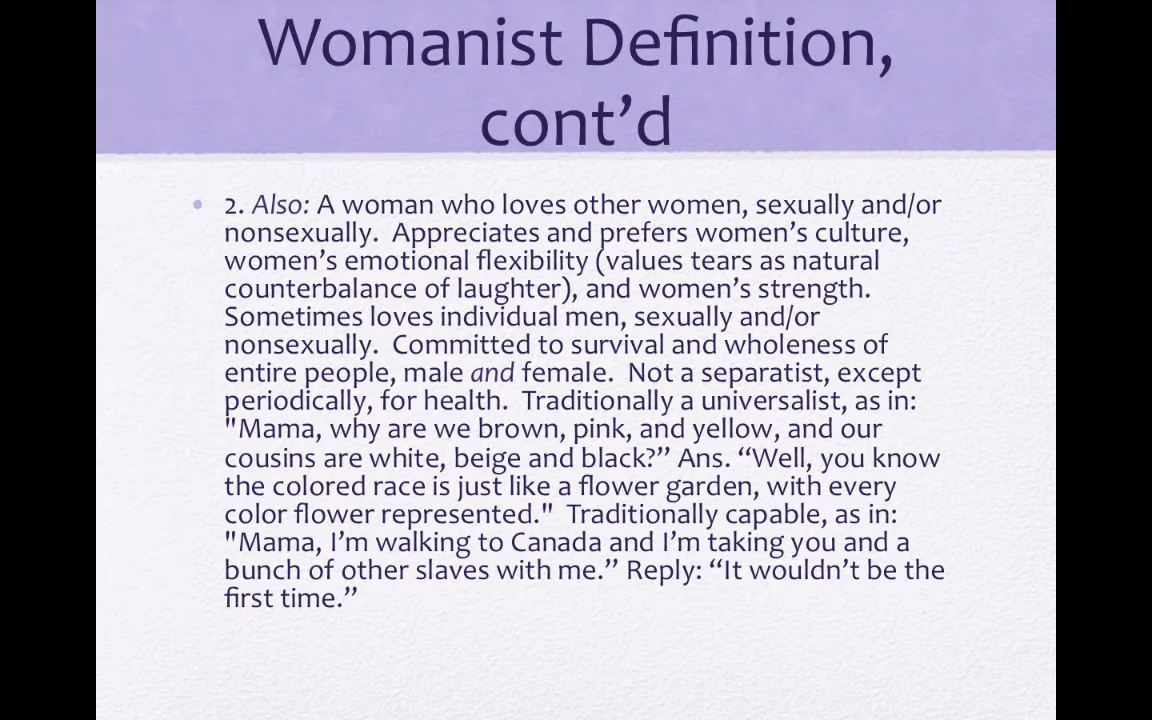 Womanist Definition,
cont’d
• 2. Also: A woman who loves other women, sexually and/or
nonsexually.  Appreciates and prefers women’s culture,
women’s emotional flexibility (values tears as natural
counterbalance of laughter), and women’s strength.
Sometimes loves individual men, sexually and/or
nonsexually.  Committed to survival and wholeness of
entire people, male and female.  Not a separatist, except
periodically, for health.  Traditionally a universalist, as in:
"Mama, why are we brown, pink, and yellow, and our
cousins are white, beige and black?” Ans. “Well, you know
the colored race is just like a flower garden, with every
color flower represented."  Traditionally capable, as in:
"Mama, I’m walking to Canada and I’m taking you and a
bunch of other slaves with me.” Reply: “It wouldn’t be the
first time.”